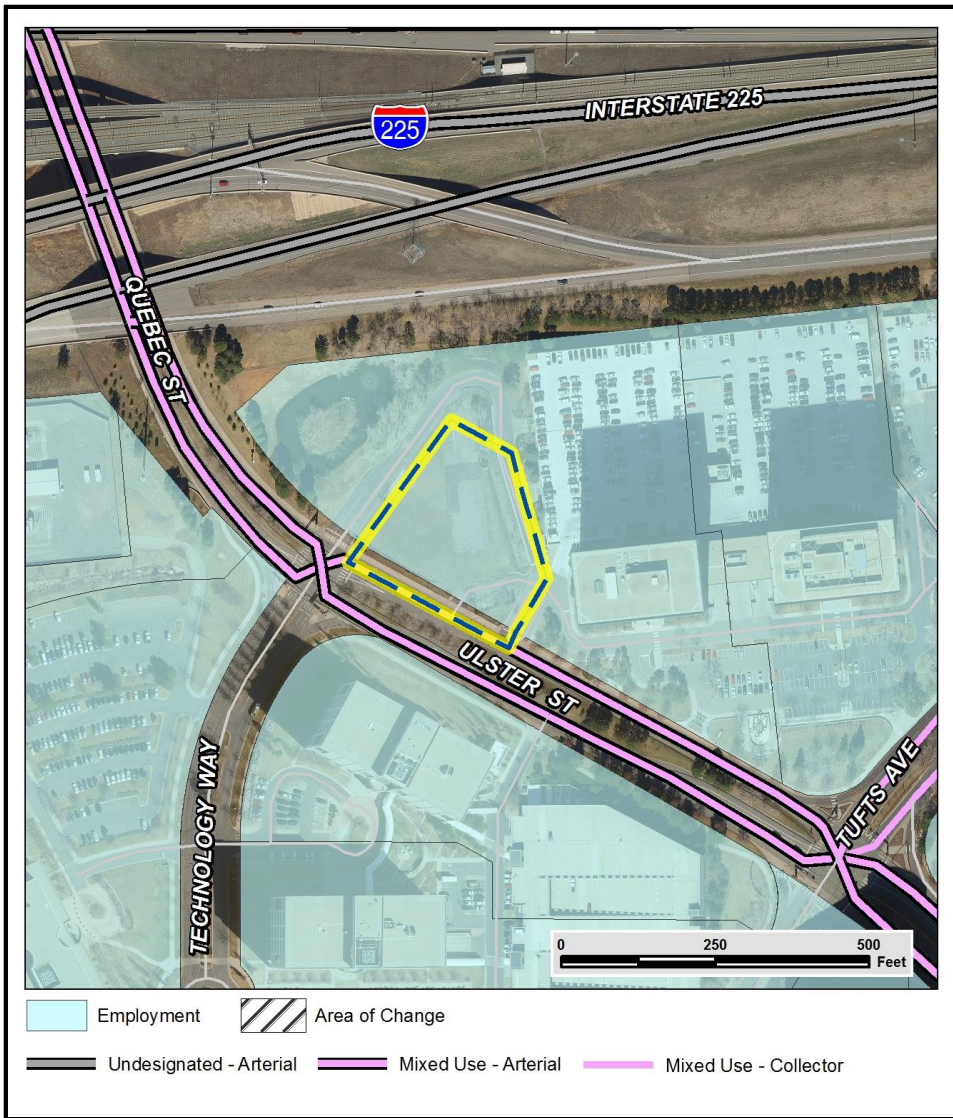 INTERSTATE 225
225
QUEBEC ST
ULSTER ST
TUFTS AVE
TECHNOLOGY WAY
0 250 500
Feet
Employment
Area of Change
Undesignated - Arterial
Mixed Use - Arterial
Mixed Use - Collector